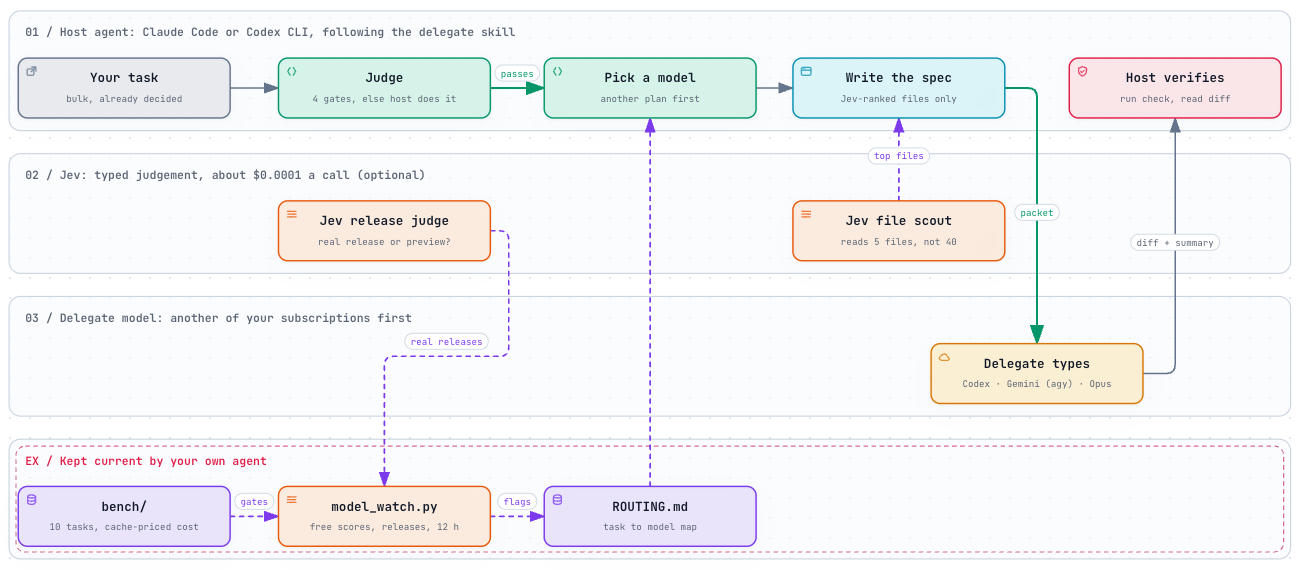 01 / Host agent: Claude Code or Codex CLI, following the delegate skill
Your task
bulk, already decided
Judge
4 gates, else host does it
passes
Pick a model
another plan first
Write the spec
Jev-ranked files only
Host verifies
run check, read diff
top files
02 / Jev: typed judgement, about $0.0001 a call (optional)
Jev release judge
real release or preview?
Jev file scout
reads 5 files, not 40
packet
diff + summary
03 / Delegate model: another of your subscriptions first
real releases
Delegate types
Codex · Gemini (agy) · Opus
EX / Kept current by your own agent
bench/
10 tasks, cache-priced cost
gates
model_watch.py
free scores, releases, 12 h
flags
ROUTING.md
task to model map